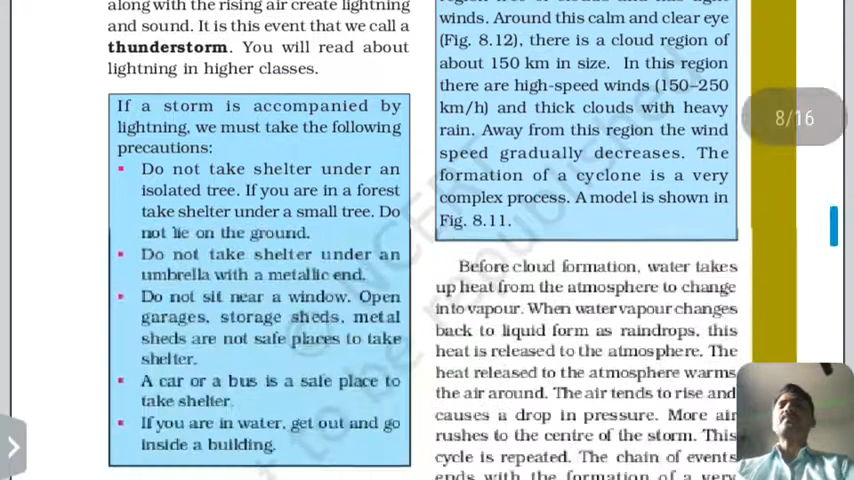 along with the rising air create lightning
and sound. It is this event that we call a
thunderstorm. You will read about
lightning in higher classes.
If a storm is accompanied by
lightning, we must take the following
precautions:
▪ Do not take shelter under an
isolated tree. If you are in a forest
take shelter under a small tree. Do
not lie on the ground.
▪ Do not take shelter under an
umbrella with a metallic end.
▪ Do not sit near a window. Open
garages, storage sheds, metal
sheds are not safe places to take
shelter.
▪ A car or a bus is a safe place to
take shelter.
▪ If you are in water, get out and go
inside a building.
winds. Around this calm and clear eye
(Fig. 8.12), there is a cloud region of
about 150 km in size. In this region
there are high-speed winds (150–250
km/h) and thick clouds with heavy
rain. Away from this region the wind
speed gradually decreases. The
formation of a cyclone is a very
complex process. A model is shown in
Fig. 8.11.
Before cloud formation, water takes
up heat from the atmosphere to change
into vapour. When water vapour changes
back to liquid form as raindrops, this
heat is released to the atmosphere. The
heat released to the atmosphere warms
the air around. The air tends to rise and
causes a drop in pressure. More air
rushes to the centre of the storm. This
cycle is repeated. The chain of events
ends with the formation of a very
8/16
© NCERT
be republished